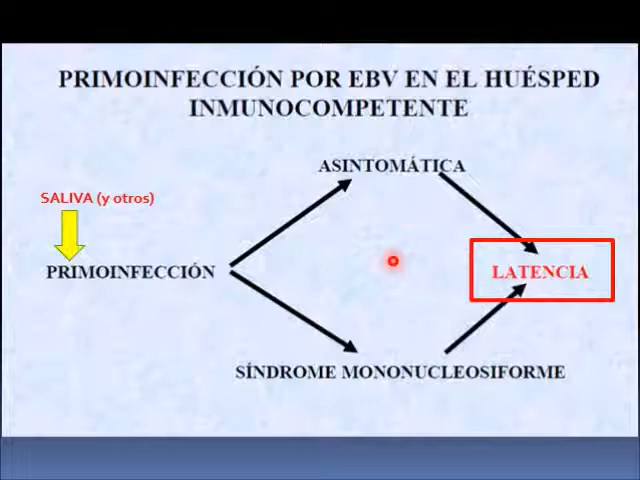 PRIMOINFECCIÓN POR EBV EN EL HUÉSPED
INMUNOCOMPETENTE
ASINTOMÁTICA
SALIVA (y otros)
PRIMOINFECCIÓN
LATENCIA
SÍNDROME MONONUCLEOSIFORME